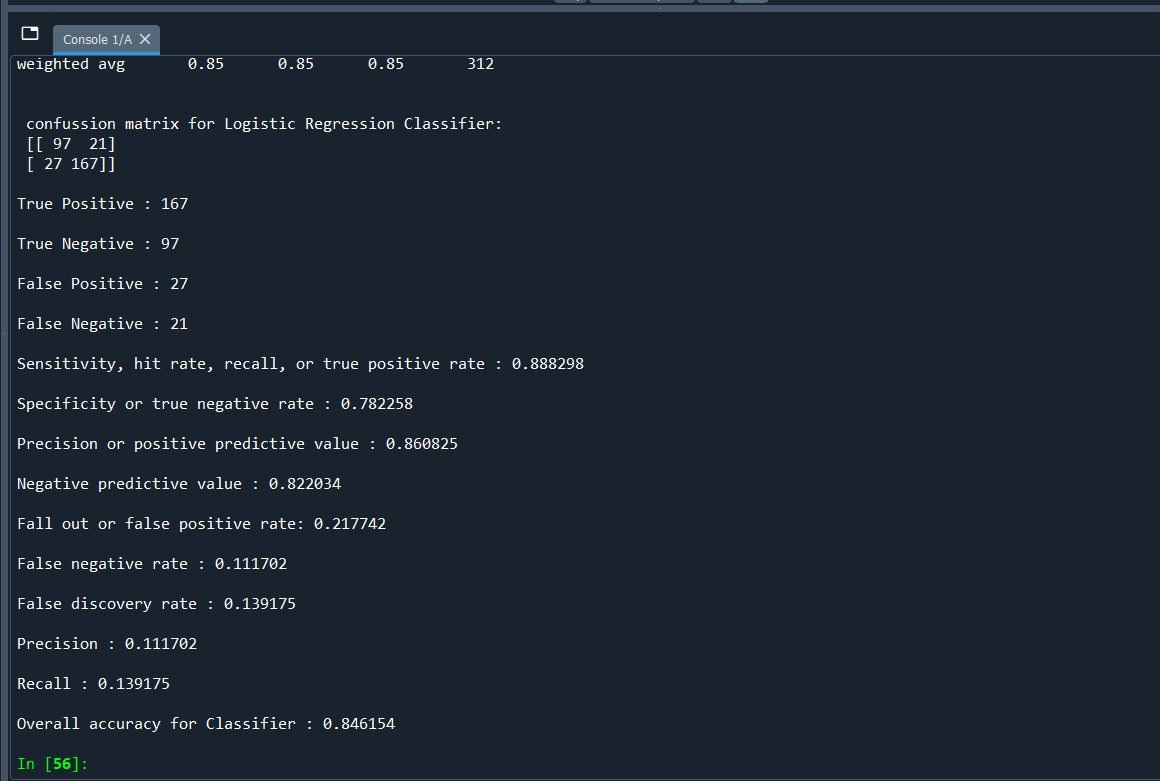 Console 1/A
weighted avg 0.85 0.85 0.85 312
confussion matrix for Logistic Regression Classifier:
[[ 97 21]
[ 27 167]]
True Positive : 167
True Negative : 97
False Positive : 27
False Negative : 21
Sensitivity, hit rate, recall, or true positive rate : 0.888298
Specificity or true negative rate : 0.782258
Precision or positive predictive value : 0.860825
Negative predictive value : 0.822034
Fall out or false positive rate: 0.217742
False negative rate : 0.111702
False discovery rate : 0.139175
Precision : 0.111702
Recall : 0.139175
Overall accuracy for Classifier : 0.846154
In [56]: